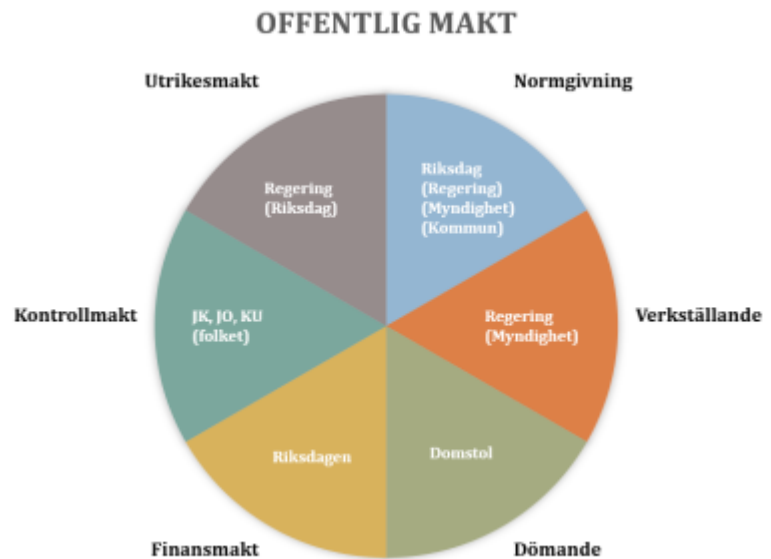 OFFENTLIG MAKT
Utrikesmakt
Normgivning
Regering
(Riksdag)
Riksdag
(Regering)
(Myndighet)
(Kommun)
Kontrollmakt
JK, JO, KU
(folket)
Regering
(Myndighet)
Verkställande
Riksdagen
Domstol
Finansmakt
Dömande